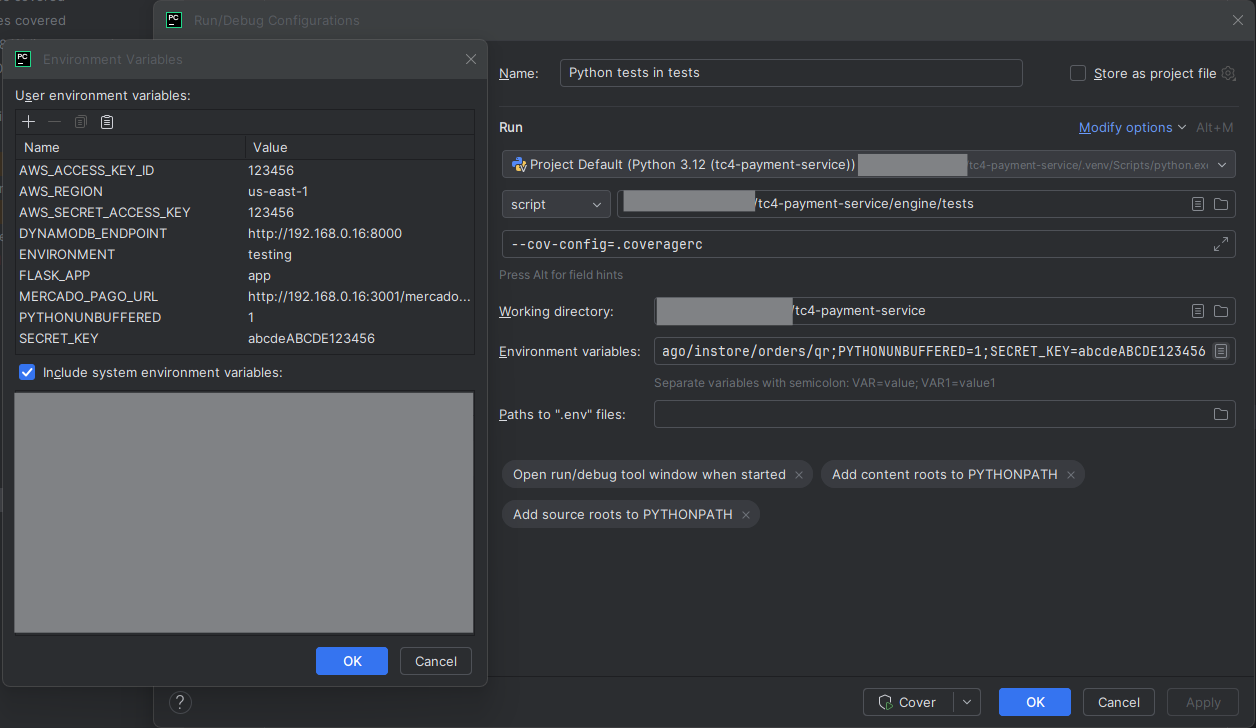 es covered
Run/Debug Configurations
PC
Environment Variables
User environment variables:
Name
Value
AWS_ACCESS_KEY_ID
123456
AWS_REGION
us-east-1
AWS_SECRET_ACCESS_KEY
123456
DYNAMODB_ENDPOINT
http://192.168.0.16:8000
ENVIRONMENT
testing
FLASK_APP
app
MERCADO_PAGO_URL
http://192.168.0.16:3001/mercado...
PYTHONUNBUFFERED
1
SECRET_KEY
abcdeABCDE123456
Include system environment variables:
OK
Cancel
Name:
Python tests in tests
Store as project file
Run
Modify options
Alt+M
Project Default (Python 3.12 (tc4-payment-service))
/tc4-payment-service/.venv/Scripts/python.exe
script
/tc4-payment-service/engine/tests
--cov-config=.coveragerc
Press Alt for field hints
Working directory:
/tc4-payment-service
Environment variables:
ago/instore/orders/qr;PYTHONUNBUFFERED=1;SECRET_KEY=abcdeABCDE123456
Separate variables with semicolon: VAR=value; VAR1=value1
Paths to ".env" files:
Open run/debug tool window when started
Add content roots to PYTHONPATH
Add source roots to PYTHONPATH
?
Cover
OK
Cancel
Apply